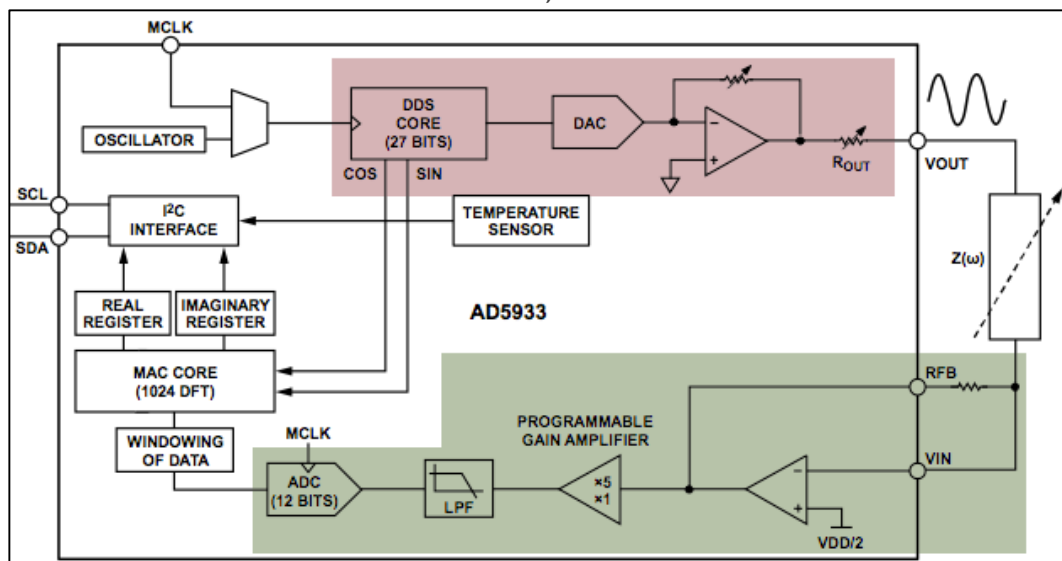 MCLK
OSCILLATOR
DDS
CORE
(27 BITS)
DAC
ROUT
VOUT
COS
SIN
SCL
SDA
I²C
INTERFACE
TEMPERATURE
SENSOR
Z(ω)
REAL
REGISTER
IMAGINARY
REGISTER
AD5933
MAC CORE
(1024 DFT)
RFB
PROGRAMMABLE
GAIN AMPLIFIER
WINDOWING
OF DATA
MCLK
ADC
(12 BITS)
LPF
×5
×1
VIN
VDD/2
−
+
−
+